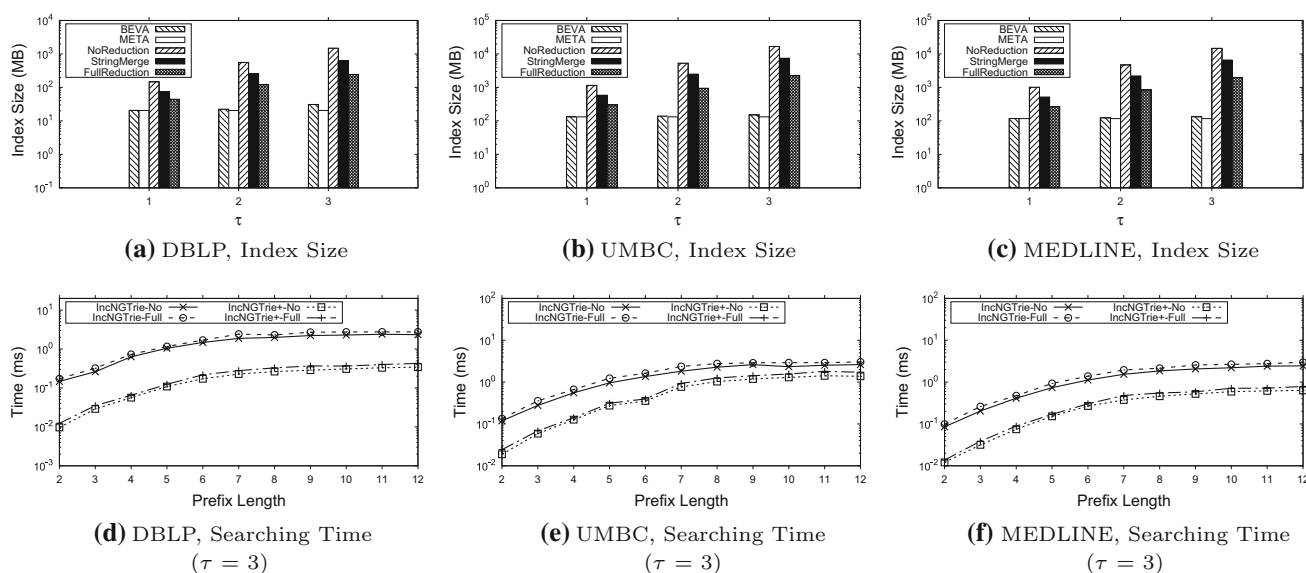 Index Size (MB)
10^4
10^3
10^2
10^1
10^0
10^-1
BEVA
META
NoReduction
StringMerge
FullReduction
1 2 3
τ
(a) DBLP, Index Size
Index Size (MB)
10^5
10^4
10^3
10^2
10^1
10^0
BEVA
META
NoReduction
StringMerge
FullReduction
1 2 3
τ
(b) UMBC, Index Size
Index Size (MB)
10^5
10^4
10^3
10^2
10^1
10^0
BEVA
META
NoReduction
StringMerge
FullReduction
1 2 3
τ
(c) MEDLINE, Index Size
Time (ms)
10^1
10^0
10^-1
10^-2
10^-3
IncNGTrie-No IncNGTrie+-No
IncNGTrie-Full IncNGTrie+-Full
2 3 4 5 6 7 8 9 10 11 12
Prefix Length
(d) DBLP, Searching Time
(τ = 3)
Time (ms)
10^2
10^1
10^0
10^-1
10^-2
IncNGTrie-No IncNGTrie+-No
IncNGTrie-Full IncNGTrie+-Full
2 3 4 5 6 7 8 9 10 11 12
Prefix Length
(e) UMBC, Searching Time
(τ = 3)
Time (ms)
10^2
10^1
10^0
10^-1
10^-2
IncNGTrie-No IncNGTrie+-No
IncNGTrie-Full IncNGTrie+-Full
2 3 4 5 6 7 8 9 10 11 12
Prefix Length
(f) MEDLINE, Searching Time
(τ = 3)